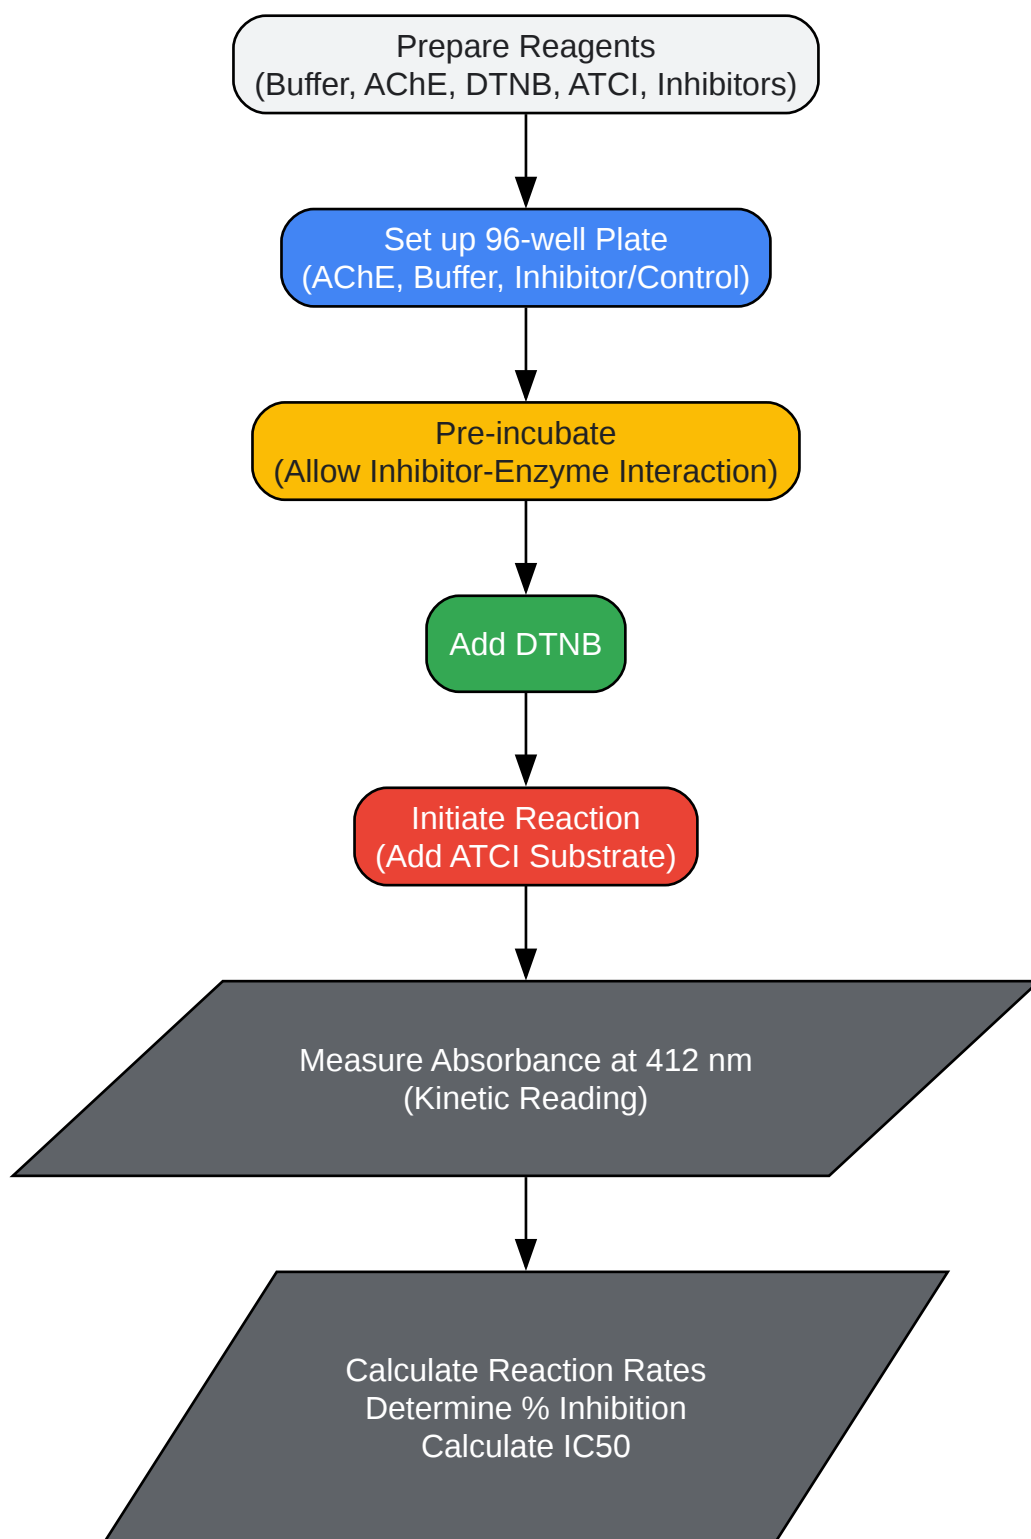 Prepare Reagents
(Buffer, AChE, DTNB, ATCI, Inhibitors)
Set up 96-well Plate
(AChE, Buffer, Inhibitor/Control)
Pre-incubate
(Allow Inhibitor-Enzyme Interaction)
Add DTNB
Initiate Reaction
(Add ATCI Substrate)
Measure Absorbance at 412 nm
(Kinetic Reading)
Calculate Reaction Rates
Determine % Inhibition
Calculate IC50